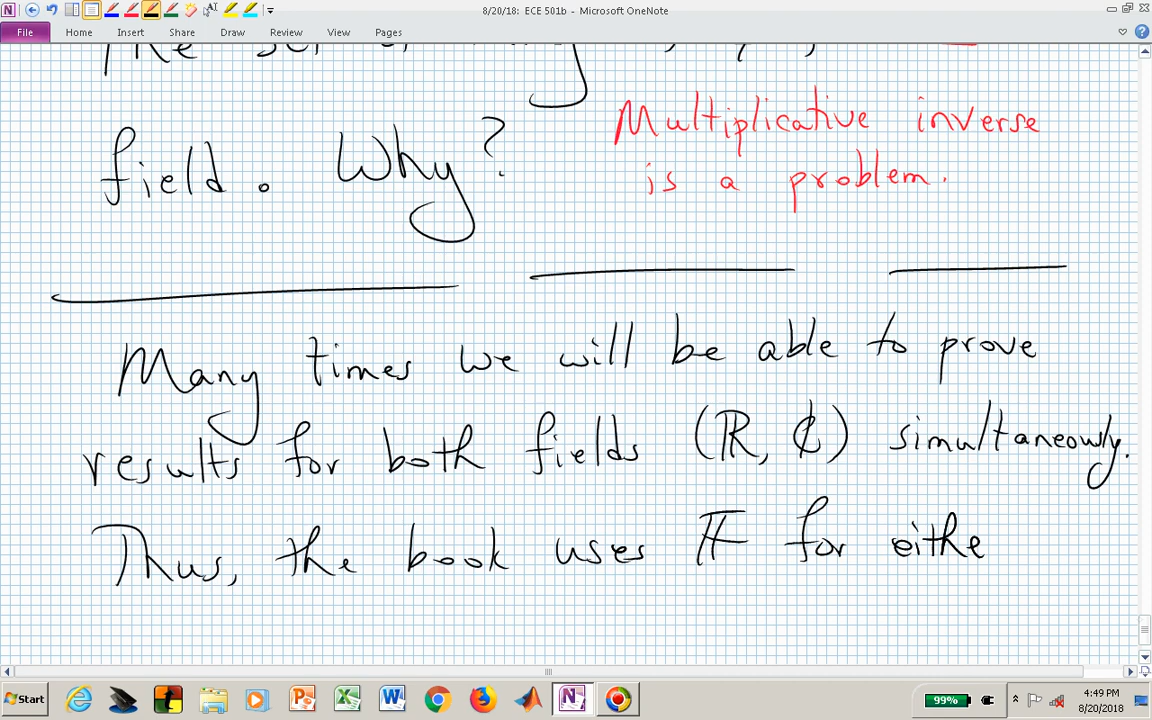 8/20/18: ECE 501b - Microsoft OneNote
File Home Insert Share Draw Review View Pages
The
field. Why?
Multiplicative inverse
is a problem.
Many times we will be able to prove
results for both fields (ℝ, ℂ) simultaneously.
Thus, the book uses 𝔽 for eithe
Start
99%
4:49 PM
8/20/2018